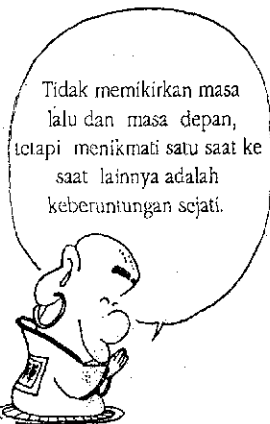 Tidak memikirkan masa
lalu dan masa depan,
tetapi menikmati satu saat ke
saat lainnya adalah
keberuntungan sejati.